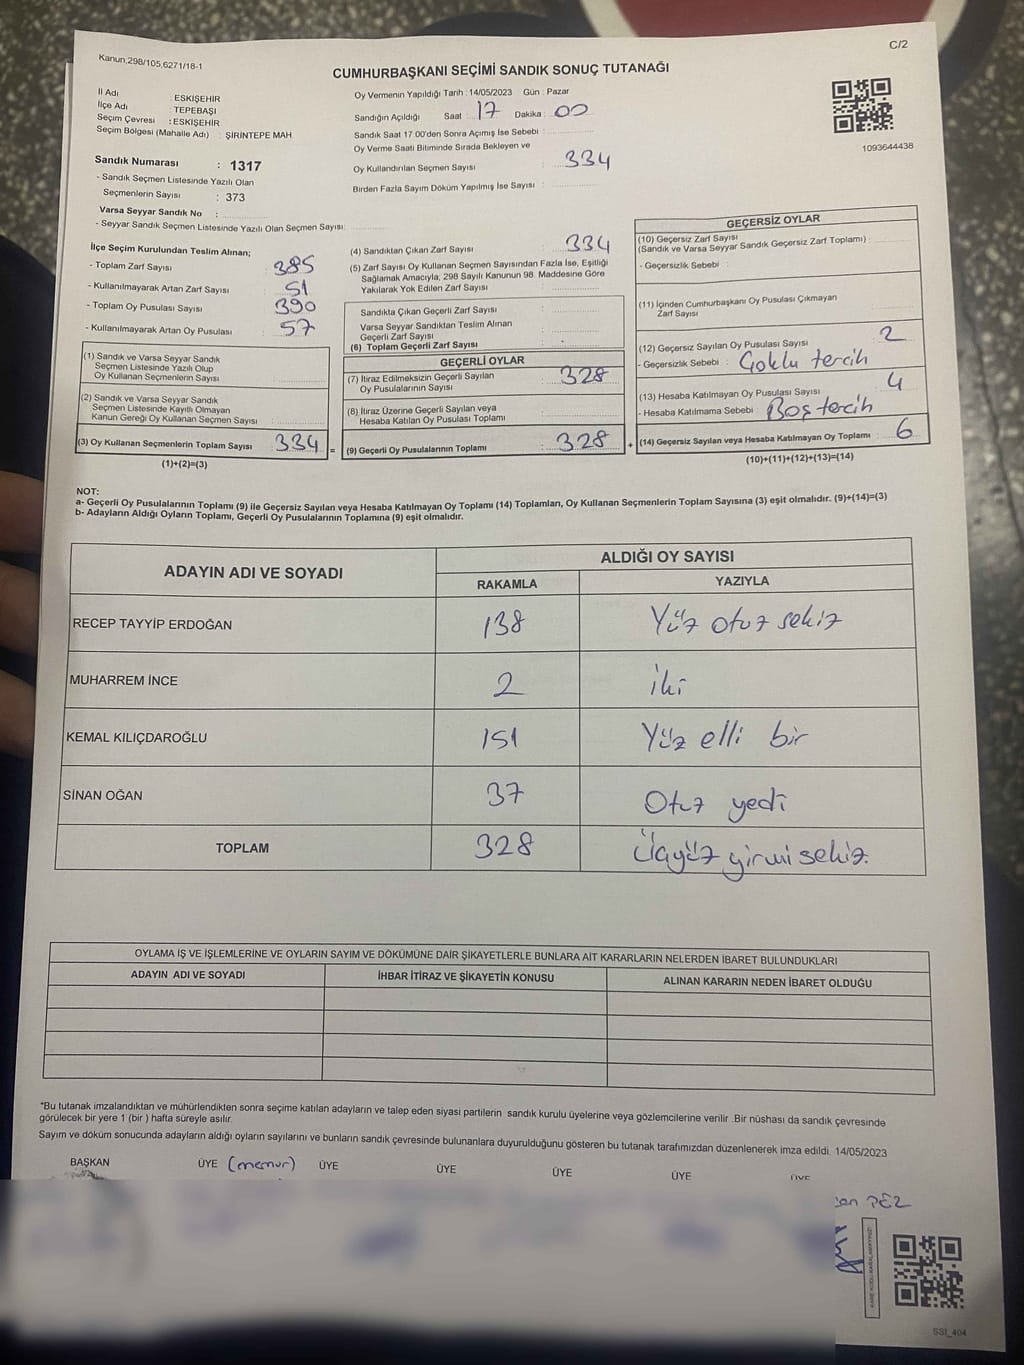 Kanun;298/105,6271/18-1
C/2
CUMHURBAŞKANI SEÇİMİ SANDIK SONUÇ TUTANAĞI
İl Adı : ESKİŞEHİR
İlçe Adı : TEPEBAŞI
Seçim Çevresi : ESKİŞEHİR
Seçim Bölgesi (Mahalle Adı) : ŞİRİNTEPE MAH
Sandık Numarası : 1317
- Sandık Seçmen Listesinde Yazılı Olan
Seçmenlerin Sayısı : 373
Varsa Seyyar Sandık No :
- Seyyar Sandık Seçmen Listesinde Yazılı Olan Seçmen Sayısı:
Oy Vermenin Yapıldığı Tarih : 14/05/2023 Gün : Pazar
Sandığın Açıldığı Saat : 17 Dakika : 00
Sandık Saat 17:00'den Sonra Açımış İse Sebebi :
Oy Verme Saati Bitiminde Sırada Bekleyen ve
Oy Kullandırılan Seçmen Sayısı : 334
Birden Fazla Sayım Döküm Yapılmış İse Sayısı :
1093644438
İlçe Seçim Kurulundan Teslim Alınan;
- Toplam Zarf Sayısı : 385
- Kullanılmayarak Artan Zarf Sayısı : 51
- Toplam Oy Pusulası Sayısı : 390
- Kullanılmayarak Artan Oy Pusulası : 57
(1) Sandık ve Varsa Seyyar Sandık
Seçmen Listesinde Yazılı Olup
Oy Kullanan Seçmenlerin Sayısı :
(2) Sandık ve Varsa Seyyar Sandık
Seçmen Listesinde Kayıtlı Olmayan
Kanun Gereği Oy Kullanan Seçmen Sayısı :
(3) Oy Kullanan Seçmenlerin Toplam Sayısı : 334 =
(1)+(2)=(3)
(4) Sandıktan Çıkan Zarf Sayısı : 334
(5) Zarf Sayısı Oy Kullanan Seçmen Sayısından Fazla İse, Eşitliği
Sağlamak Amacıyla; 298 Sayılı Kanunun 98. Maddesine Göre
Yakılarak Yok Edilen Zarf Sayısı :
Sandıkta Çıkan Geçerli Zarf Sayısı :
Varsa Seyyar Sandıktan Teslim Alınan
Geçerli Zarf Sayısı :
(6) Toplam Geçerli Zarf Sayısı :
GEÇERLİ OYLAR
(7) İtiraz Edilmeksizin Geçerli Sayılan
Oy Pusulalarının Sayısı : 328
(8) İtiraz Üzerine Geçerli Sayılan veya
Hesaba Katılan Oy Pusulası Toplamı :
(9) Geçerli Oy Pusulalarının Toplamı : 328 +
GEÇERSİZ OYLAR
(10) Geçersiz Zarf Sayısı
(Sandık ve Varsa Seyyar Sandık Geçersiz Zarf Toplamı) :
- Geçersizlik Sebebi :
(11) İçinden Cumhurbaşkanı Oy Pusulası Çıkmayan
Zarf Sayısı :
(12) Geçersiz Sayılan Oy Pusulası Sayısı : 2
- Geçersizlik Sebebi : Çoklu tercih
(13) Hesaba Katılmayan Oy Pusulası Sayısı : 4
- Hesaba Katılmama Sebebi : Boş tercih
(14) Geçersiz Sayılan veya Hesaba Katılmayan Oy Toplamı : 6
(10)+(11)+(12)+(13)=(14)
NOT:
a- Geçerli Oy Pusulalarının Toplamı (9) ile Geçersiz Sayılan veya Hesaba Katılmayan Oy Toplamı (14) Toplamları, Oy Kullanan Seçmenlerin Toplam Sayısına (3) eşit olmalıdır. (9)+(14)=(3)
b- Adayların Aldığı Oyların Toplamı, Geçerli Oy Pusulalarının Toplamına (9) eşit olmalıdır.
ADAYIN ADI VE SOYADI
ALDIĞI OY SAYISI
RAKAMLA YAZIYLA
RECEP TAYYİP ERDOĞAN 138 Yüz otuz sekiz
MUHARREM İNCE 2 iki
KEMAL KILIÇDAROĞLU 151 Yüz elli bir
SİNAN OĞAN 37 Otuz yedi
TOPLAM 328 Üçyüz yirmi sekiz.
OYLAMA İŞ VE İŞLEMLERİNE VE OYLARIN SAYIM VE DÖKÜMÜNE DAİR ŞİKAYETLERLE BUNLARA AİT KARARLARIN NELERDEN İBARET BULUNDUKLARI
ADAYIN ADI VE SOYADI İHBAR İTİRAZ VE ŞİKAYETİN KONUSU ALINAN KARARIN NEDEN İBARET OLDUĞU
*Bu tutanak imzalandıktan ve mühürlendikten sonra seçime katılan adayların ve talep eden siyasi partilerin sandık kurulu üyelerine veya gözlemcilerine verilir .Bir nüshası da sandık çevresinde
görülecek bir yere 1 (bir ) hafta süreyle asılır.
Sayım ve döküm sonucunda adayların aldığı oyların sayılarını ve bunların sandık çevresinde bulunanlara duyurulduğunu gösteren bu tutanak tarafımızdan düzenlenerek imza edildi. 14/05/2023
BAŞKAN ÜYE (memur) ÜYE ÜYE ÜYE ÜYE ÜYE
SSI_404